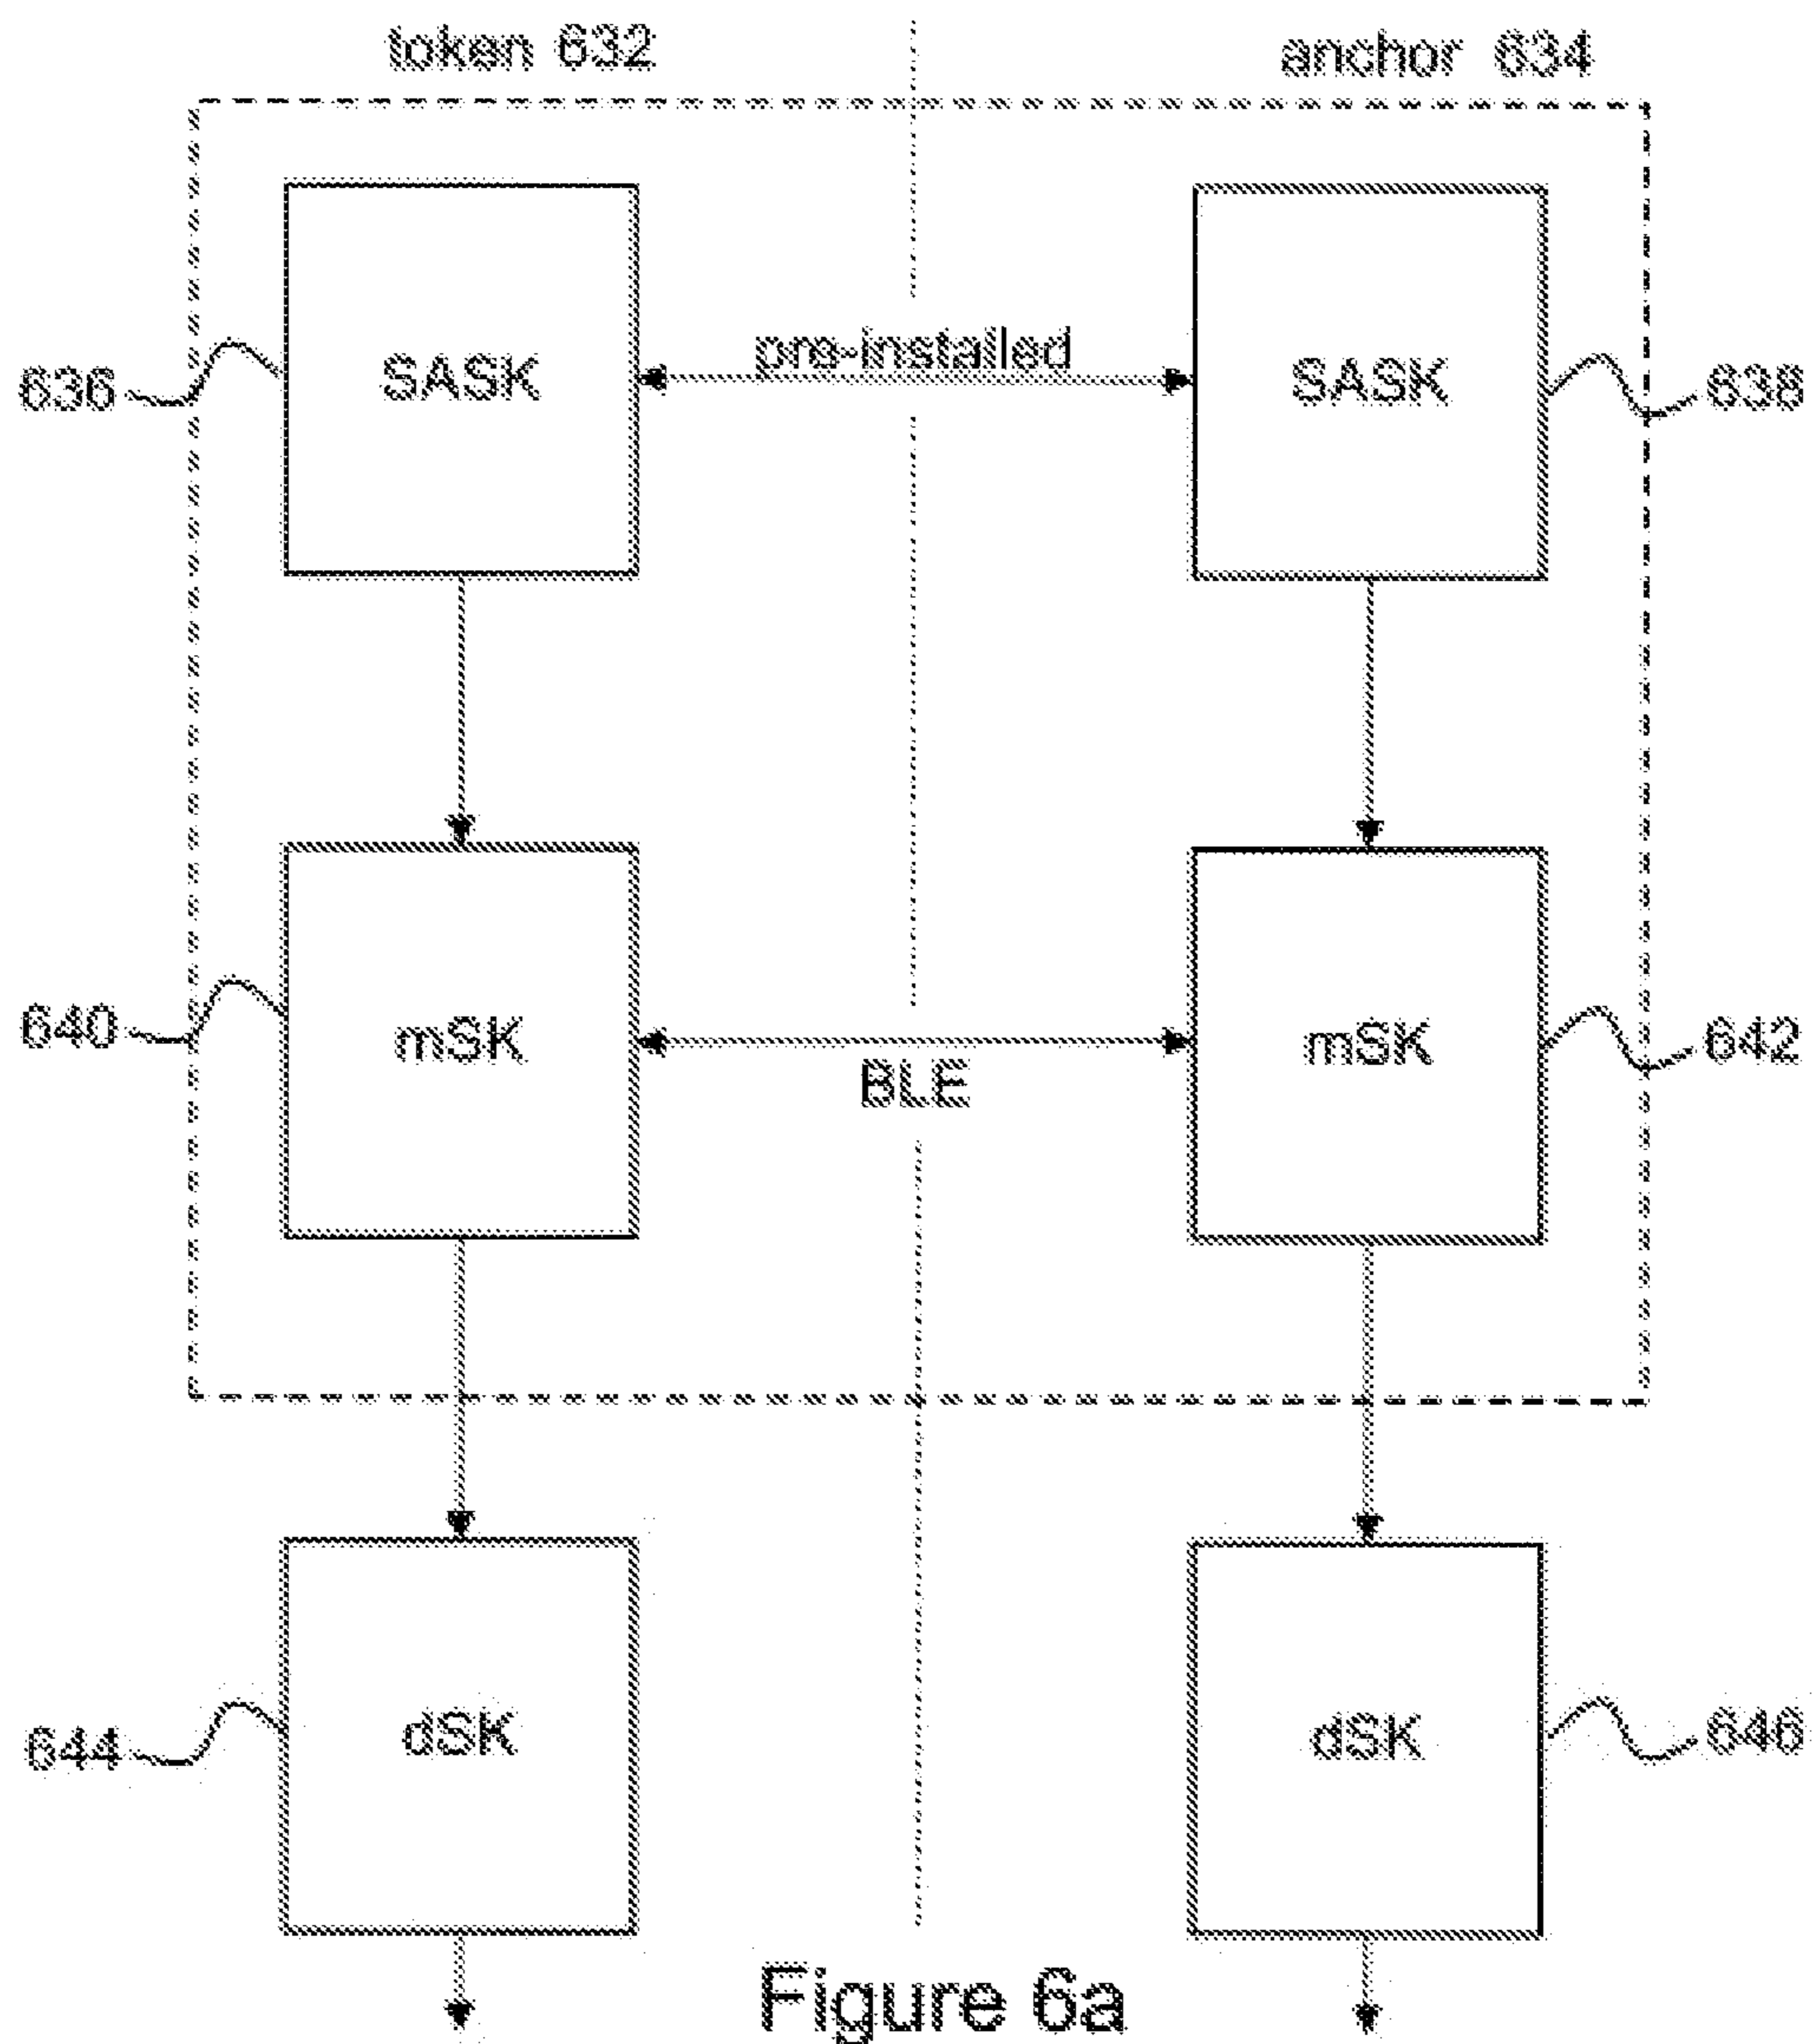 token 632
anchor 634
SASK
pre-installed
SASK
636
638
mSK
mSK
640
BLE
642
dSK
dSK
644
646
Figure 6a